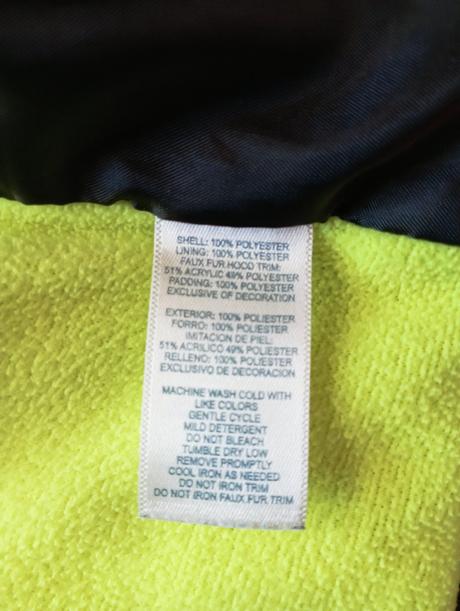 SHELL: 100% POLYESTER
LINING: 100% POLYESTER
FAUX FUR HOOD TRIM:
51% ACRYLIC 49% POLYESTER
PADDING: 100% POLYESTER
EXCLUSIVE OF DECORATION
EXTERIOR: 100% POLIESTER
FORRO: 100% POLIESTER
IMITACION DE PIEL:
51% ACRILICO 49% POLIESTER
RELLENO: 100% POLIESTER
EXCLUSIVO DE DECORACION
MACHINE WASH COLD WITH
LIKE COLORS
GENTLE CYCLE
MILD DETERGENT
DO NOT BLEACH
TUMBLE DRY LOW
REMOVE PROMPTLY
COOL IRON AS NEEDED
DO NOT IRON TRIM
DO NOT IRON FAUX FUR TRIM